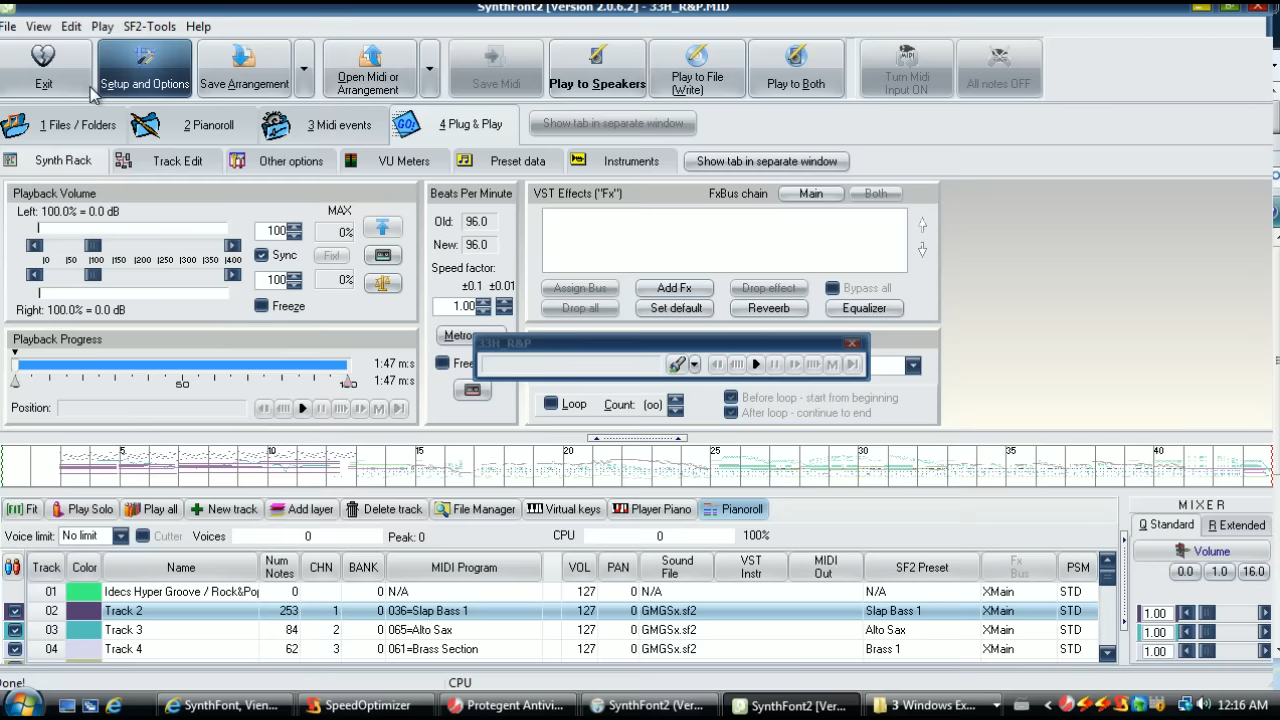 SynthFont2 [Version 2.0.6.2] - 33H_R&P.MID
File View Edit Play SF2-Tools Help
Exit
Setup and Options
Save Arrangement
Open Midi or
Arrangement
Save Midi
Play to Speakers
Play to File
(Write)
Play to Both
Turn Midi
Input ON
All notes OFF
1 Files / Folders
2 Pianoroll
3 Midi events
4 Plug & Play
Show tab in separate window
Synth Rack
Track Edit
Other options
VU Meters
Preset data
Instruments
Show tab in separate window
Playback Volume
Left: 100.0% = 0.0 dB
MAX
100
0%
Sync
Fix!
|0 |50 |100 |150 |200 |250 |300 |350 |400
100
0%
Freeze
Right: 100.0% = 0.0 dB
Beats Per Minute
Old: 96.0
New: 96.0
Speed factor:
±0.1 ±0.01
1.00
Metro
Free
VST Effects ("Fx")
FxBus chain
Main
Both
Assign Bus
Add Fx
Drop effect
Bypass all
Drop all
Set default
Reveerb
Equalizer
Playback Progress
1:47 m:s
0 50 100
1:47 m:s
Position:
33H_R&P
M
M
Loop
Count:
(oo)
Before loop - start from beginning
After loop - continue to end
5 10 15 20 25 30 35 40
Fit
Play Solo
Play all
New track
Add layer
Delete track
File Manager
Virtual keys
Player Piano
Pianoroll
Voice limit: No limit
Cutter
Voices 0
Peak: 0
CPU 0
100%
MIXER
Standard
Extended
Volume
0.0 1.0 16.0
Track Color Name Num Notes CHN BANK MIDI Program VOL PAN Sound File VST Instr MIDI Out SF2 Preset Fx Bus PSM
01 Idecs Hyper Groove / Rock&Pop 0 0 N/A 127 0 N/A N/A XMain STD
02 Track 2 253 1 0 036=Slap Bass 1 127 0 GMGSx.sf2 Slap Bass 1 XMain STD
03 Track 3 84 2 0 065=Alto Sax 127 0 GMGSx.sf2 Alto Sax XMain STD
04 Track 4 62 3 0 061=Brass Section 127 0 GMGSx.sf2 Brass 1 XMain STD
1.00
1.00
1.00
Done!
CPU
SynthFont, Vien...
SpeedOptimizer
Protegent Antivi...
SynthFont2 (Ver...
SynthFont2 [Ver...
3 Windows Ex...
12:16 AM